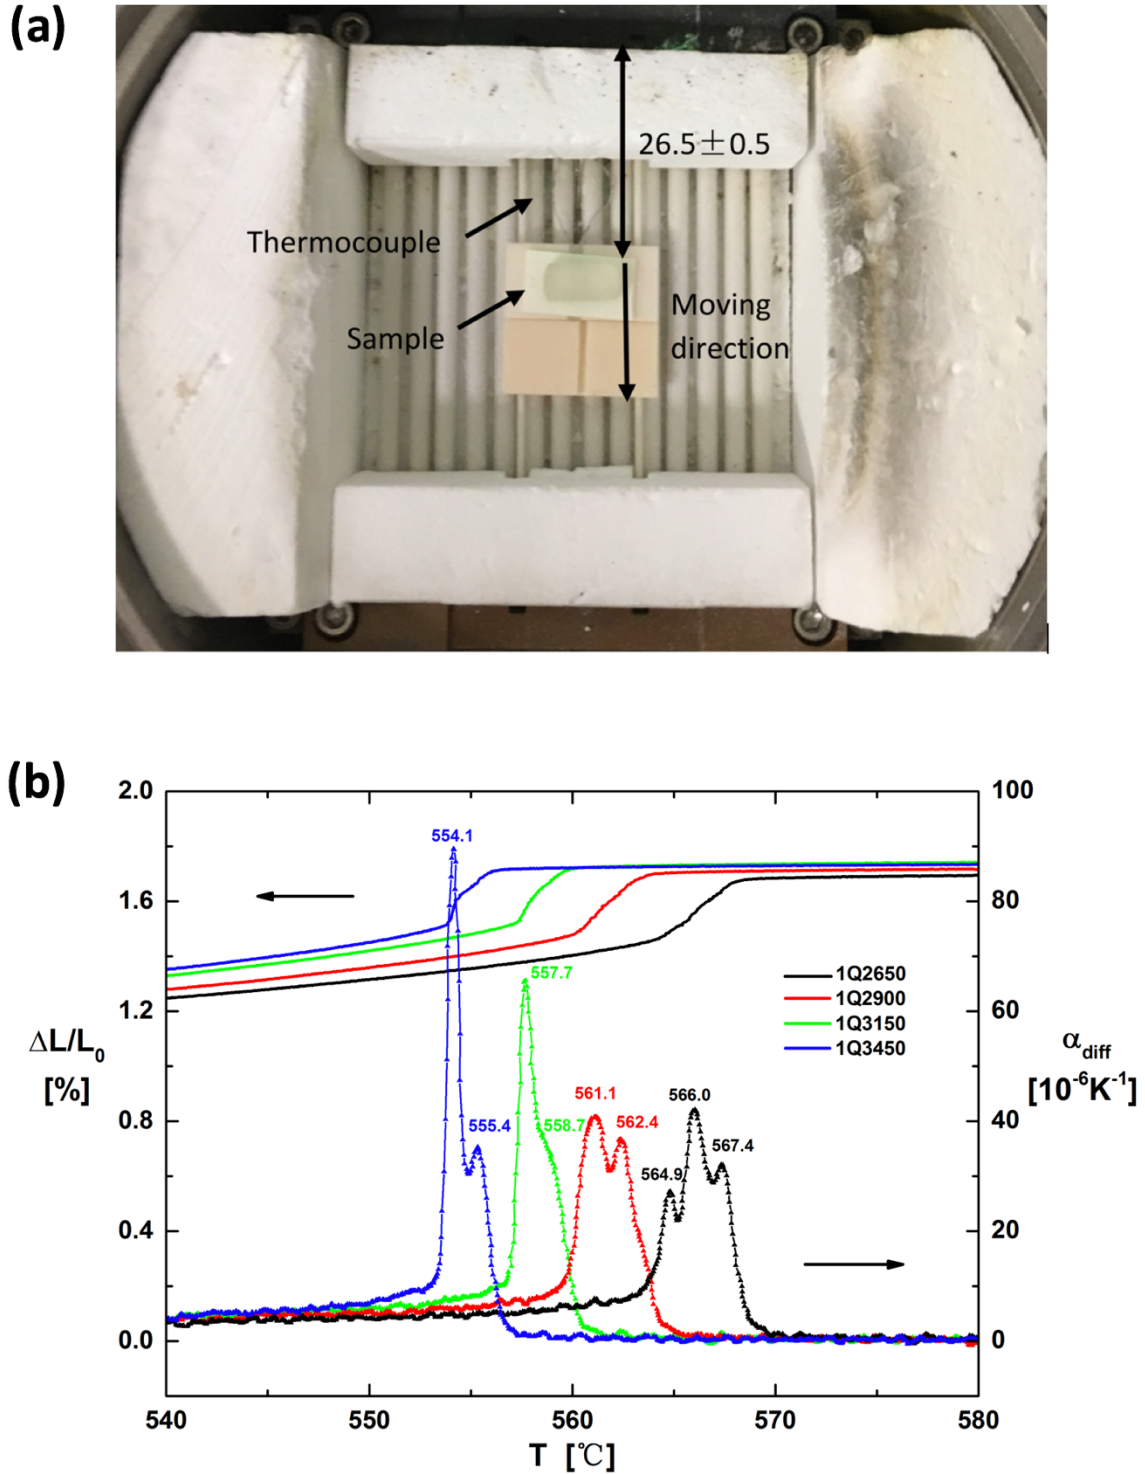 (a)
26.5±0.5
Thermocouple
Sample
Moving
direction
(b)
2.0
1.6
1.2
0.8
0.4
0.0
ΔL/L0
[%]
100
80
60
40
20
0
αdiff
[10-6K-1]
554.1
555.4
557.7
558.7
561.1
562.4
564.9
566.0
567.4
1Q2650
1Q2900
1Q3150
1Q3450
540
550
560
570
580
T [℃]